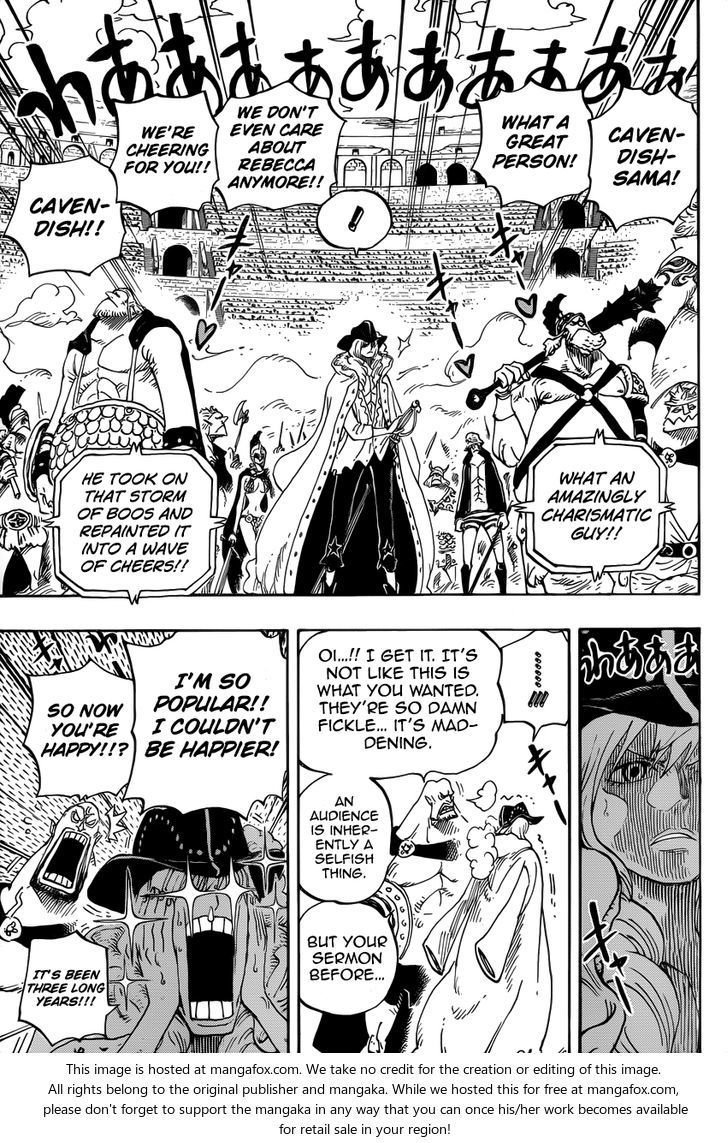 わああああああああ
CAVEN-
DISH-
SAMA!
WHAT A
GREAT
PERSON!
WE DON'T
EVEN CARE
ABOUT
REBECCA
ANYMORE!!
WE'RE
CHEERING
FOR YOU!!
CAVEN-
DISH!!
!
WHAT AN
AMAZINGLY
CHARISMATIC
GUY!!
HE TOOK ON
THAT STORM
OF BOOS AND
REPAINTED IT
INTO A WAVE
OF CHEERS!!
わあああ
OI...!! I GET IT. IT'S
NOT LIKE THIS IS
WHAT YOU WANTED.
THEY'RE SO DAMN
FICKLE... IT'S MAD-
DENING.
AN
AUDIENCE
IS INHER-
ENTLY A
SELFISH
THING.
BUT YOUR
SERMON
BEFORE...
I'M SO
POPULAR!!
I COULDN'T
BE HAPPIER!
SO NOW
YOU'RE
HAPPY!!?
IT'S BEEN
THREE LONG
YEARS!!!
This image is hosted at mangafox.com. We take no credit for the creation or editing of this image.
All rights belong to the original publisher and mangaka. While we hosted this for free at mangafox.com,
please don't forget to support the mangaka in any way that you can once his/her work becomes available
for retail sale in your region!